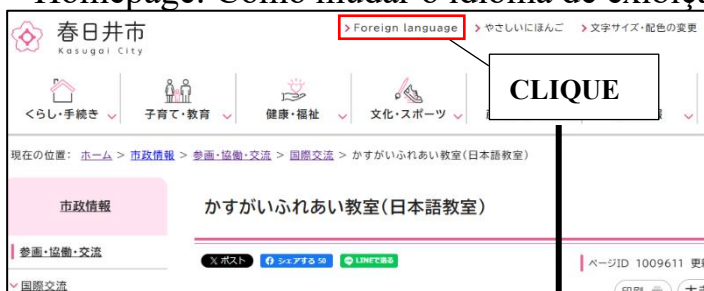 Homepage: Como mudar o idioma de exibiç
春日井市
Kasugai City
Foreign language
やさしいにほんご
文字サイズ・配色の変更
CLIQUE
くらし・手続き
子育て・教育
健康・福祉
文化・スポーツ
現在の位置: ホーム > 市政情報 > 参画・協働・交流 > 国際交流 > かすがいふれあい教室(日本語教室)
市政情報
かすがいふれあい教室(日本語教室)
参画・協働・交流
ポスト
シェアする 50
LINEで送る
ページID 1009611 更
国際交流
印刷
大き